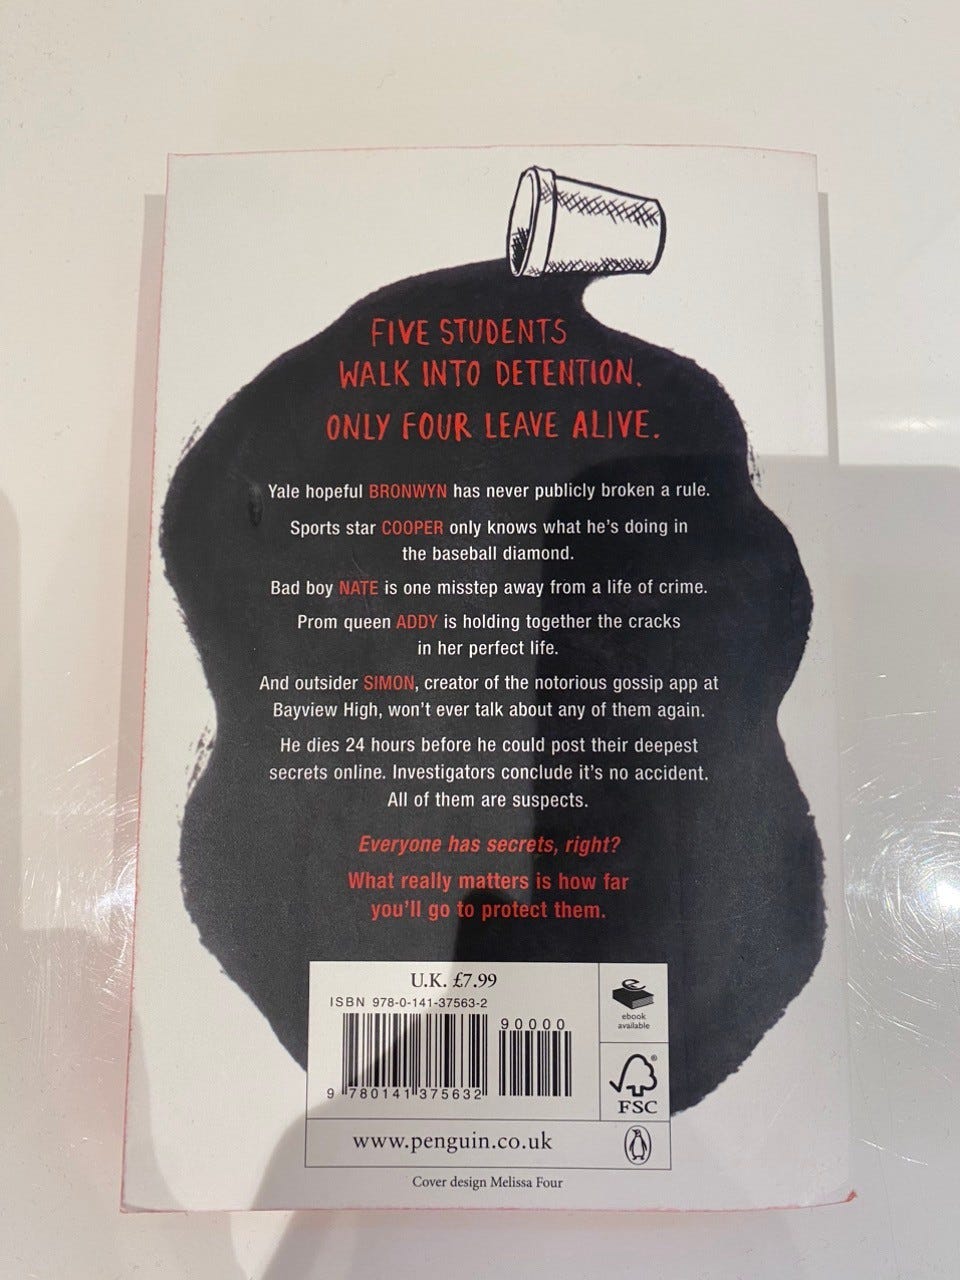 FIVE STUDENTS
WALK INTO DETENTION.
ONLY FOUR LEAVE ALIVE.
Yale hopeful BRONWYN has never publicly broken a rule.
Sports star COOPER only knows what he's doing in
the baseball diamond.
Bad boy NATE is one misstep away from a life of crime.
Prom queen ADDY is holding together the cracks
in her perfect life.
And outsider SIMON, creator of the notorious gossip app at
Bayview High, won't ever talk about any of them again.
He dies 24 hours before he could post their deepest
secrets online. Investigators conclude it's no accident.
All of them are suspects.
Everyone has secrets, right?
What really matters is how far
you'll go to protect them.
U.K. £7.99
ISBN 978-0-141-37563-2
90000
9 780141 375632
ebook
available
FSC
www.penguin.co.uk
Cover design Melissa Four